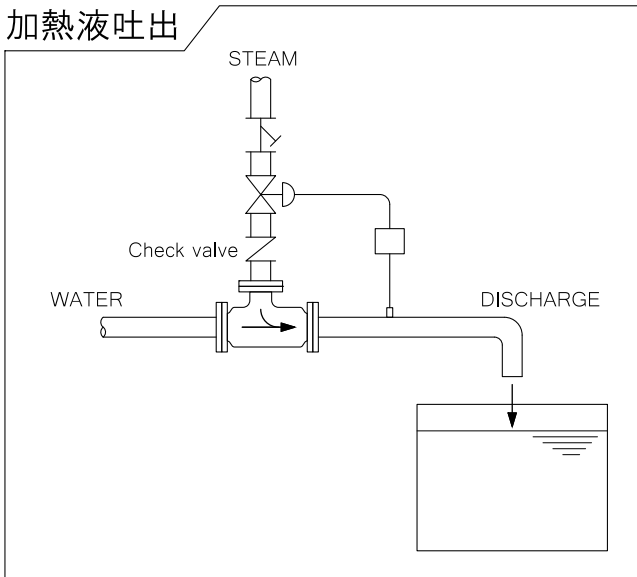 加熱液吐出
STEAM
Check valve
WATER
DISCHARGE